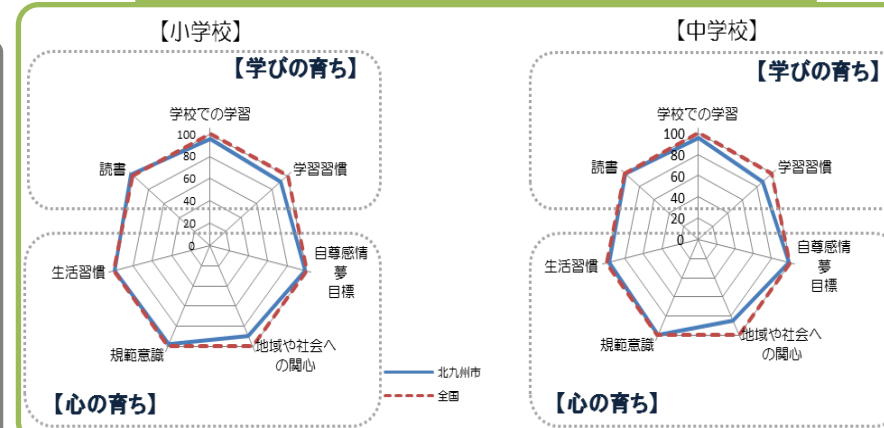 【小学校】
【学びの育ち】
学校での学習
100
80
60
40
20
0
読書
学習習慣
生活習慣
自尊感情
夢
目標
規範意識
地域や社会へ
の関心
【心の育ち】
北九州市
全国
【中学校】
【学びの育ち】
学校での学習
100
80
60
40
20
0
読書
学習習慣
生活習慣
自尊感情
夢
目標
規範意識
地域や社会へ
の関心
【心の育ち】